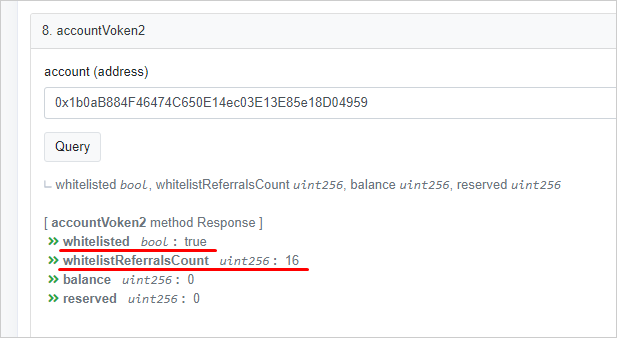 8. accountVoken2
account (address)
0x1b0aB884F46474C650E14ec03E13E85e18D04959
Query
whitelisted bool, whitelistReferralsCount uint256, balance uint256, reserved uint256
[ accountVoken2 method Response ]
whitelisted bool : true
whitelistReferralsCount uint256 : 16
balance uint256 : 0
reserved uint256 : 0